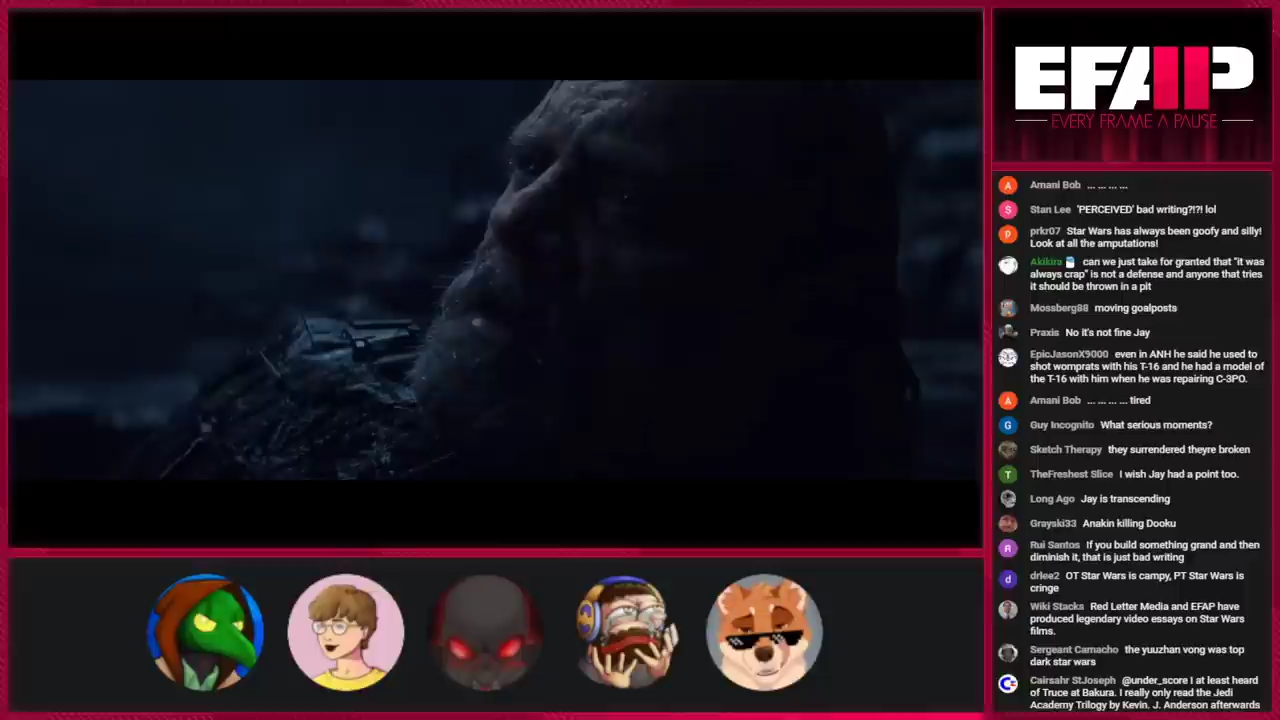 EFAP
EVERY FRAME A PAUSE
A Amani Bob ... ... ... ...
S Stan Lee 'PERCEIVED' bad writing?!?! lol
p prkr07 Star Wars has always been goofy and silly!
Look at all the amputations!
Akikira can we just take for granted that "it was
always crap" is not a defense and anyone that tries
it should be thrown in a pit
Mossberg88 moving goalposts
Praxis No it's not fine Jay
EpicJasonX9000 even in ANH he said he used to
shot womprats with his T-16 and he had a model of
the T-16 with him when he was repairing C-3PO.
A Amani Bob ... ... ... ... tired
G Guy Incognito What serious moments?
Sketch Therapy they surrendered theyre broken
T TheFreshest Slice I wish Jay had a point too.
Long Ago Jay is transcending
Grayski33 Anakin killing Dooku
R Rui Santos If you build something grand and then
diminish it, that is just bad writing
d drlee2 OT Star Wars is campy, PT Star Wars is
cringe
Wiki Stacks Red Letter Media and EFAP have
produced legendary video essays on Star Wars
films.
Sergeant Camacho the yuuzhan vong was top
dark star wars
Cairsahr StJoseph @under_score I at least heard
of Truce at Bakura. I really only read the Jedi
Academy Trilogy by Kevin. J. Anderson afterwards